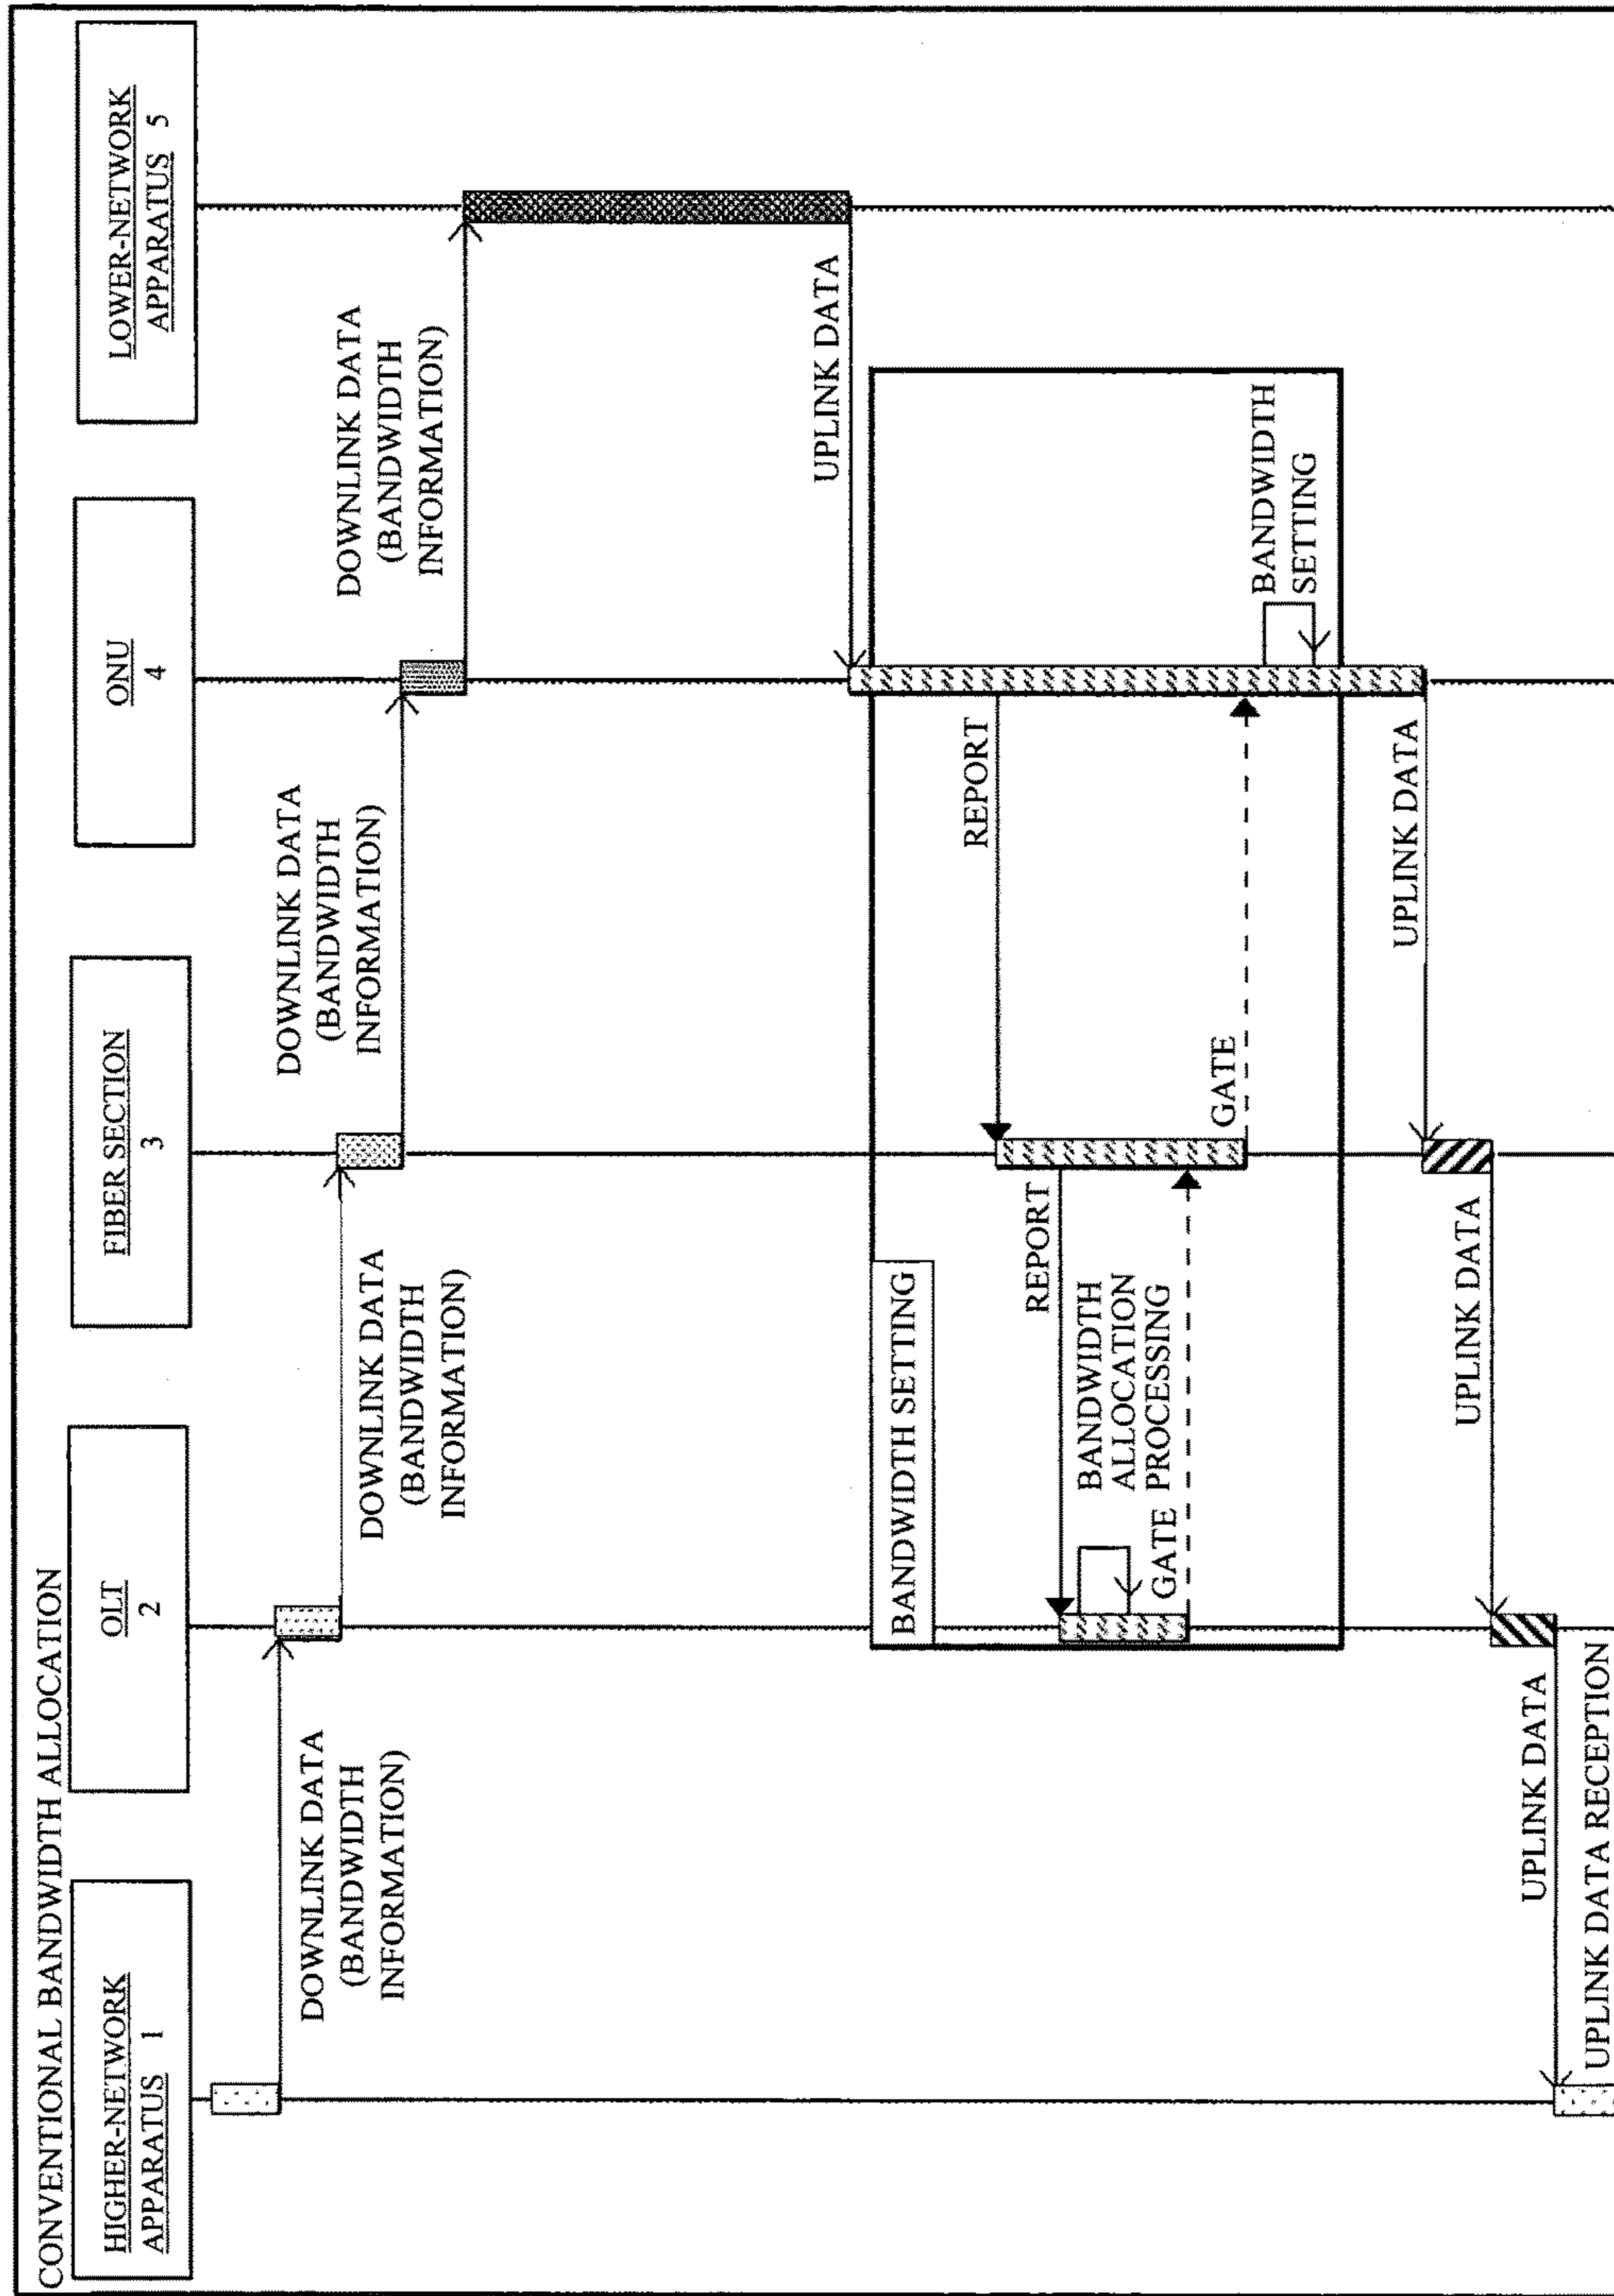 CONVENTIONAL BANDWIDTH ALLOCATION
HIGHER-NETWORK
APPARATUS 1
OLT
2
FIBER SECTION
3
ONU
4
LOWER-NETWORK
APPARATUS 5
DOWNLINK DATA
(BANDWIDTH
INFORMATION)
DOWNLINK DATA
(BANDWIDTH
INFORMATION)
DOWNLINK DATA
(BANDWIDTH
INFORMATION)
DOWNLINK DATA
(BANDWIDTH
INFORMATION)
UPLINK DATA
BANDWIDTH SETTING
REPORT
REPORT
BANDWIDTH
ALLOCATION
PROCESSING
GATE
GATE
BANDWIDTH
SETTING
UPLINK DATA
UPLINK DATA
UPLINK DATA
UPLINK DATA RECEPTION